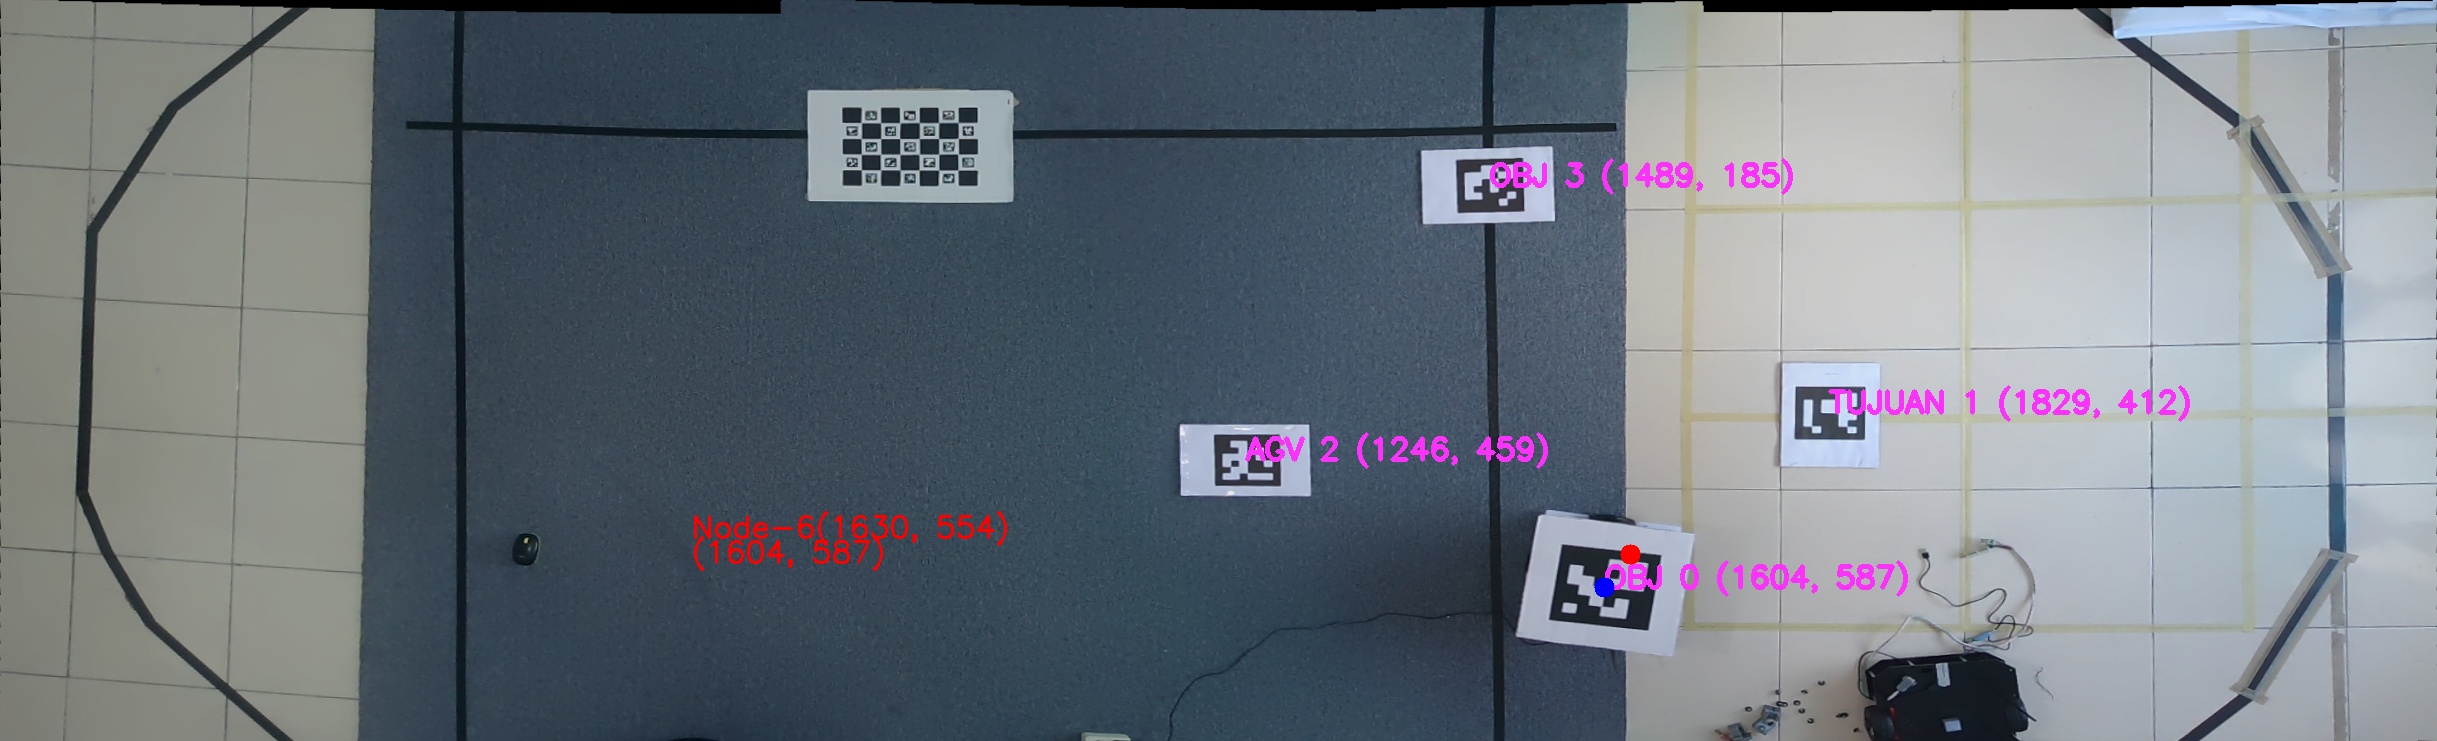 OBJ 3 (1489, 185)
TUJUAN 1 (1829, 412)
AGV 2 (1246, 459)
Node-6(1630, 554)
(1604, 587)
OBJ 0 (1604, 587)